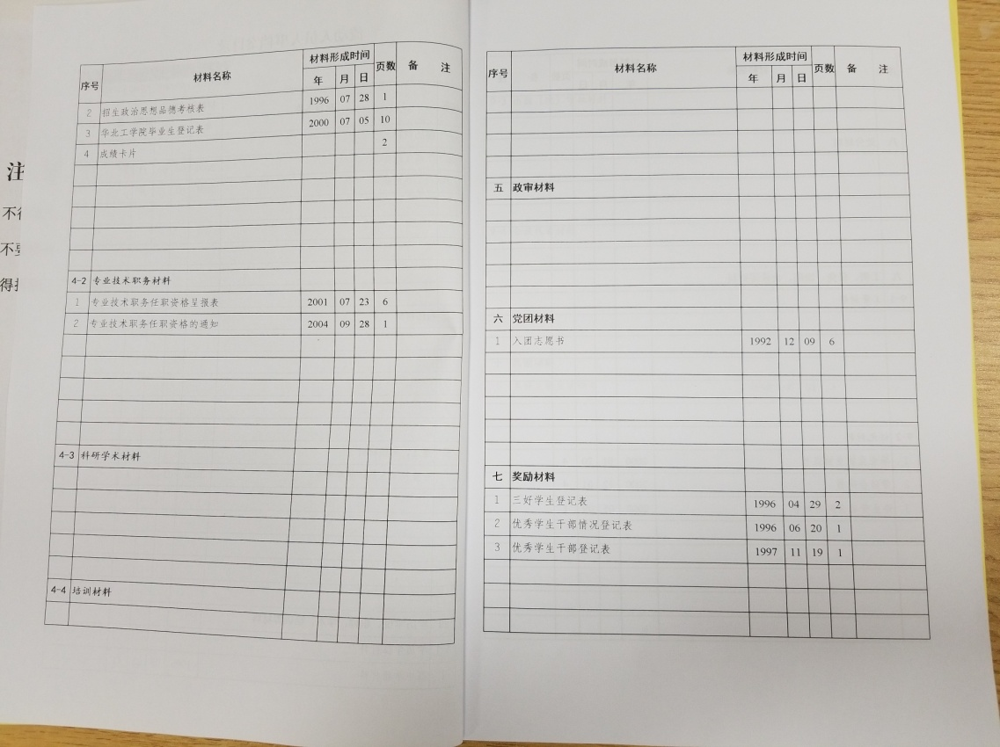 注
不
不要
得
序号 材料名称 材料形成时间 页数 备 注
年 月 日
2 招生政治思想品德考核表 1996 07 28 1
3 华北工学院毕业生登记表 2000 07 05 10
4 成绩卡片 2
4-2 专业技术职务材料
1 专业技术职务任职资格呈报表 2001 07 23 6
2 专业技术职务任职资格的通知 2004 09 28 1
4-3 科研学术材料
4-4 培训材料
序号 材料名称 材料形成时间 页数 备 注
年 月 日
五 政审材料
六 党团材料
1 入团志愿书 1992 12 09 6
七 奖励材料
1 三好学生登记表 1996 04 29 2
2 优秀学生干部情况登记表 1996 06 20 1
3 优秀学生干部登记表 1997 11 19 1